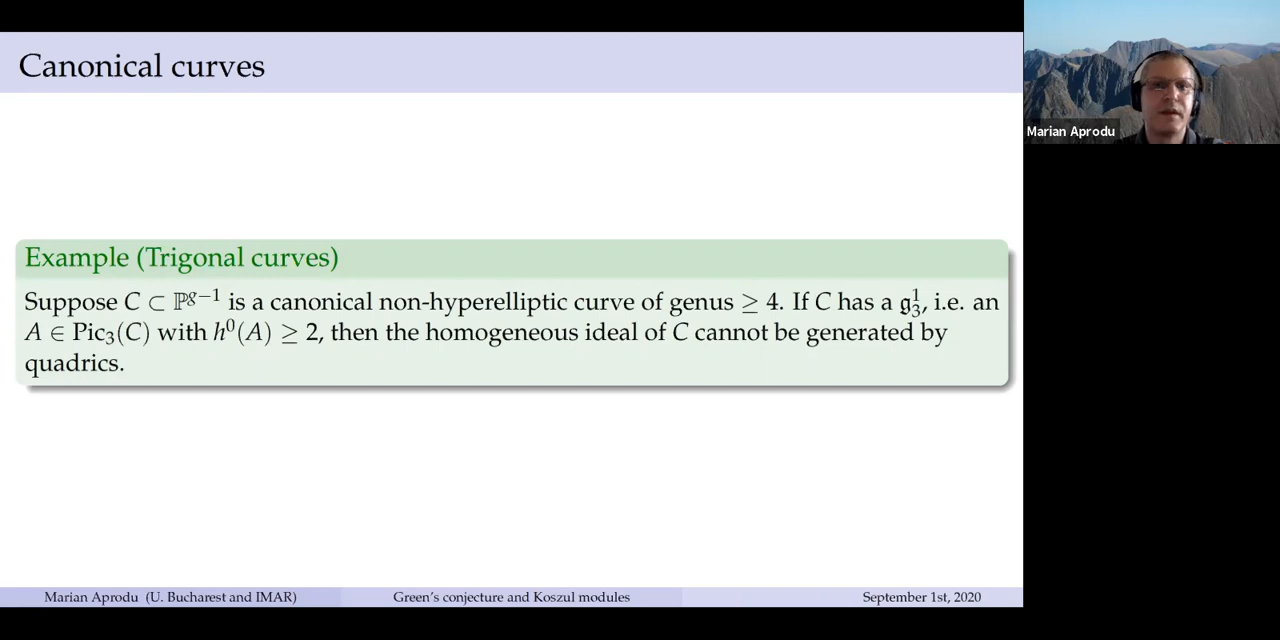 Canonical curves
Marian Aprodu
Example (Trigonal curves)
Suppose C ⊂ ℙ^{g−1} is a canonical non-hyperelliptic curve of genus ≥ 4. If C has a 𝔤^1_3, i.e. an
A ∈ Pic_3(C) with h^0(A) ≥ 2, then the homogeneous ideal of C cannot be generated by
quadrics.
Marian Aprodu (U. Bucharest and IMAR)
Green's conjecture and Koszul modules
September 1st, 2020